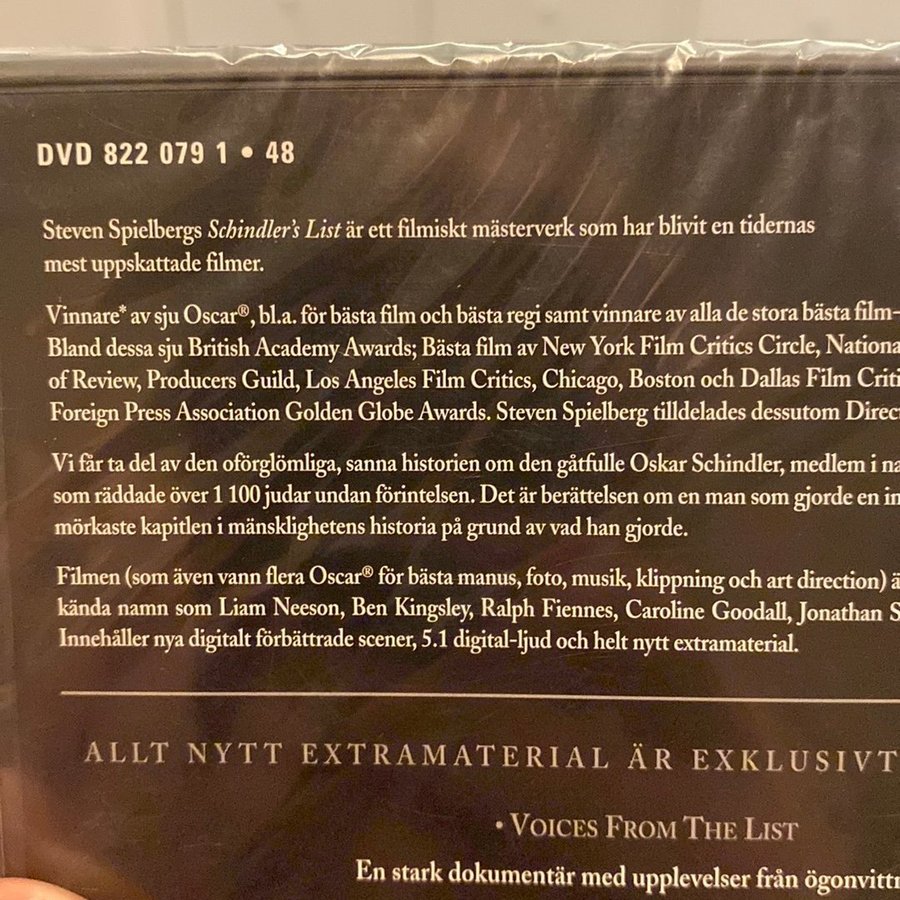 DVD 822 079 1 • 48
Steven Spielbergs Schindler's List är ett filmiskt mästerverk som har blivit en tidernas
mest uppskattade filmer.
Vinnare* av sju Oscar®, bl.a. för bästa film och bästa regi samt vinnare av alla de stora bästa film-
Bland dessa sju British Academy Awards; Bästa film av New York Film Critics Circle, Nationa
of Review, Producers Guild, Los Angeles Film Critics, Chicago, Boston och Dallas Film Criti
Foreign Press Association Golden Globe Awards. Steven Spielberg tilldelades dessutom Direc
Vi får ta del av den oförglömliga, sanna historien om den gåtfulle Oskar Schindler, medlem i na
som räddade över 1 100 judar undan förintelsen. Det är berättelsen om en man som gjorde en in
mörkaste kapitlen i mänsklighetens historia på grund av vad han gjorde.
Filmen (som även vann flera Oscar® för bästa manus, foto, musik, klippning och art direction) ä
kända namn som Liam Neeson, Ben Kingsley, Ralph Fiennes, Caroline Goodall, Jonathan S
Innehåller nya digitalt förbättrade scener, 5.1 digital-ljud och helt nytt extramaterial.
ALLT NYTT EXTRAMATERIAL ÄR EXKLUSIVT
• VOICES FROM THE LIST
En stark dokumentär med upplevelser från ögonvittn